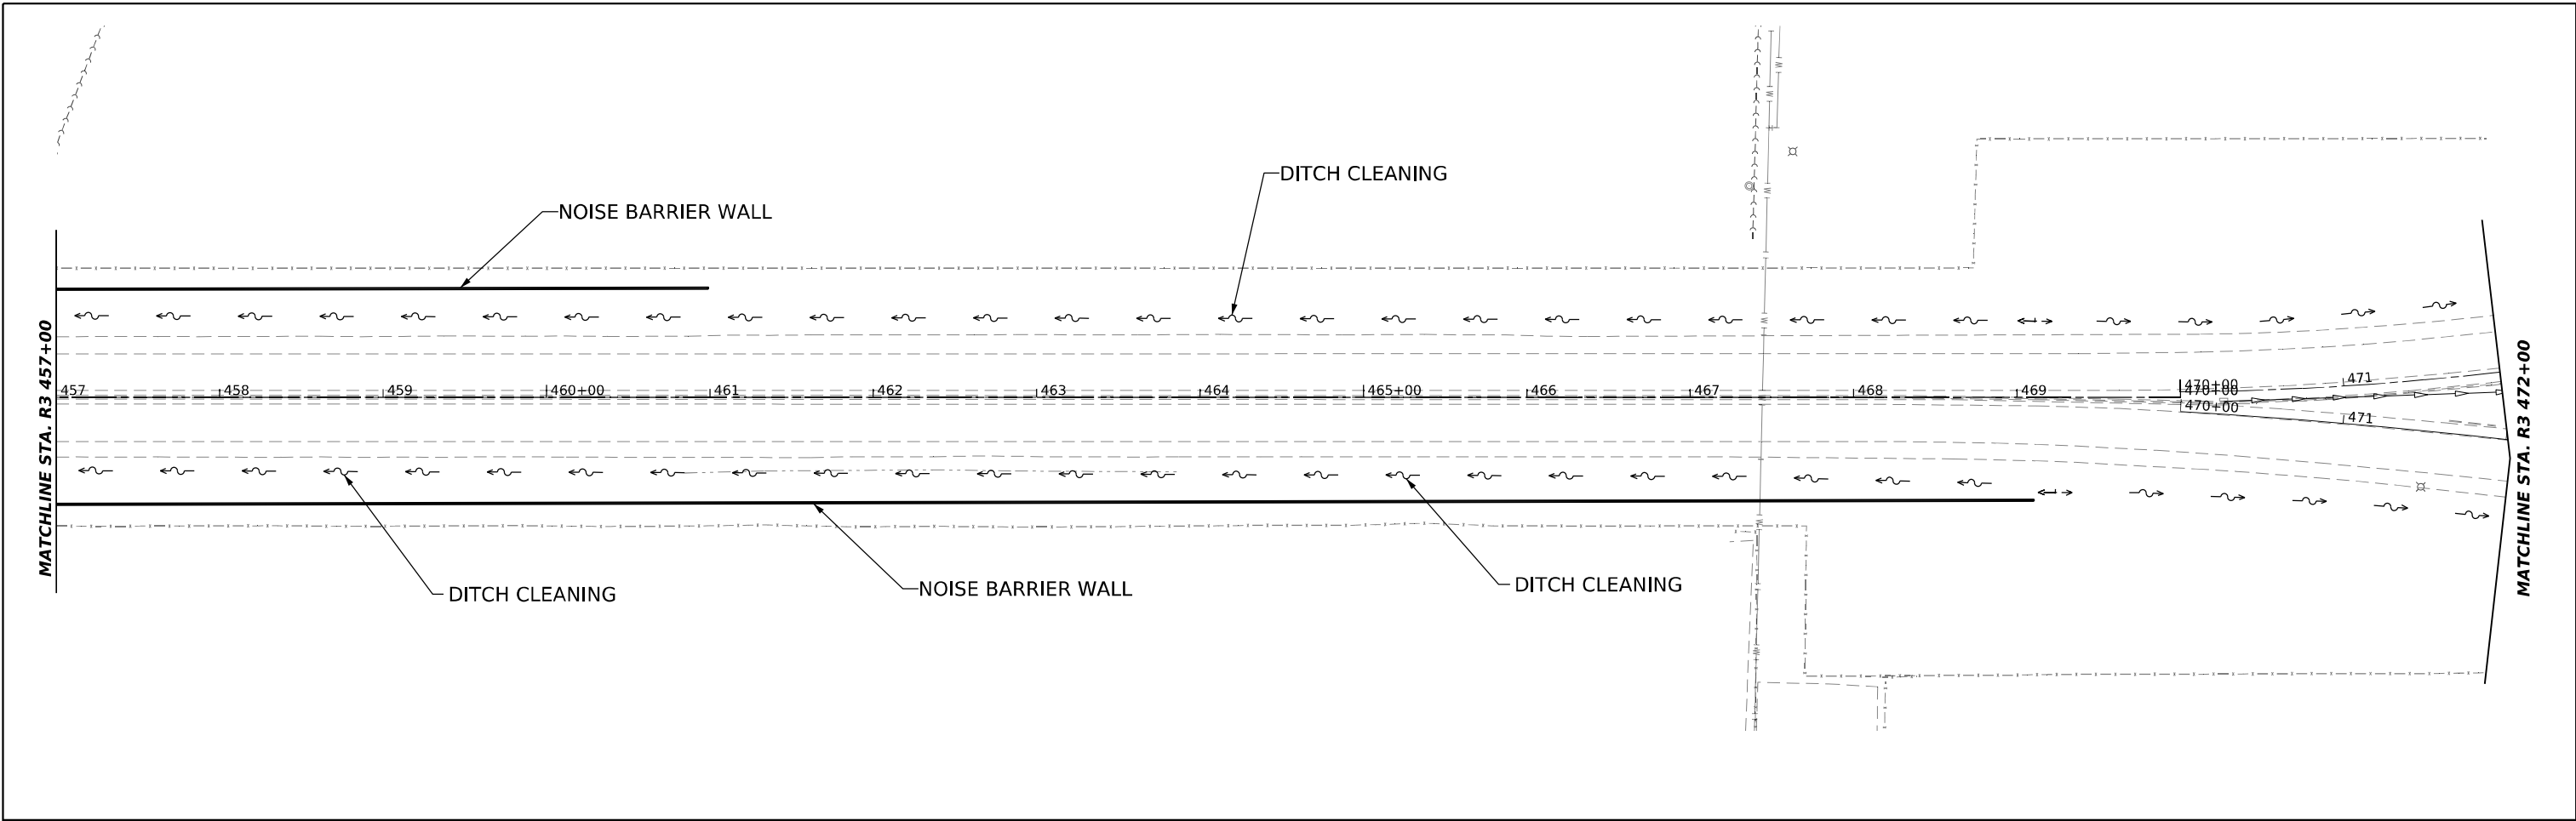 DITCH CLEANING
NOISE BARRIER WALL
MATCHLINE STA. R3 457+00
457
458
459
460+00
461
462
463
464
465+00
466
467
468
469
470+00
470+00
470+00
471
471
MATCHLINE STA. R3 472+00
W
W
W
W
W
W
W
DITCH CLEANING
NOISE BARRIER WALL
DITCH CLEANING